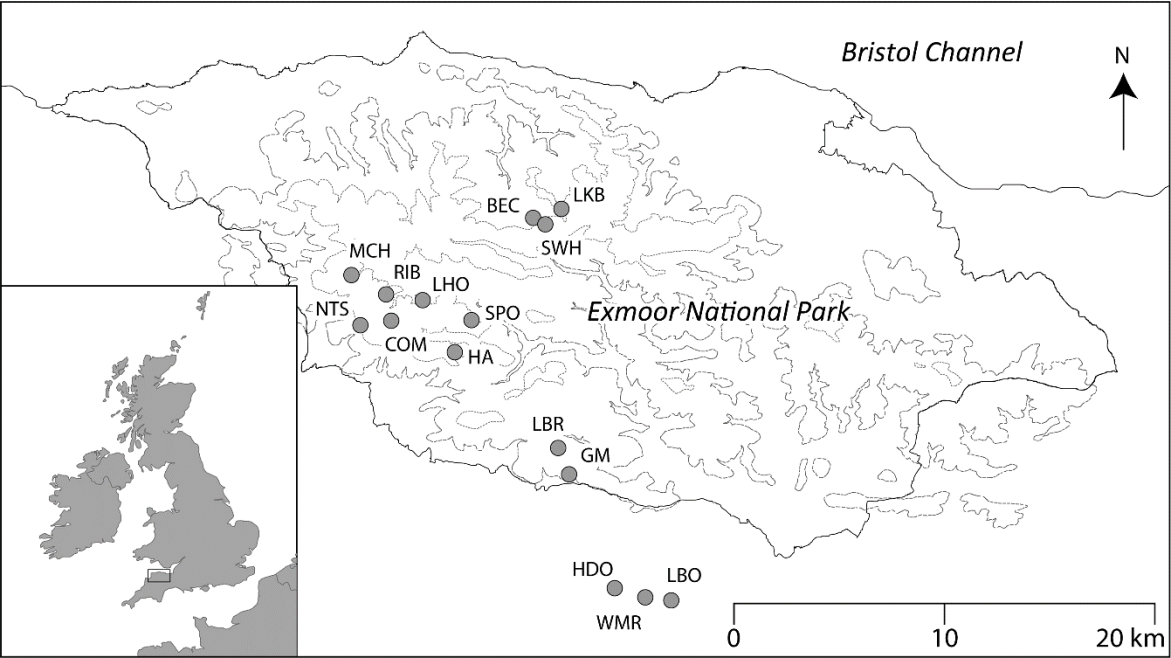 Bristol Channel
N
LKB
BEC
SWH
MCH
RIB
LHO
NTS
SPO
Exmoor National Park
COM
HA
LBR
GM
HDO
LBO
WMR
0
10
20 km